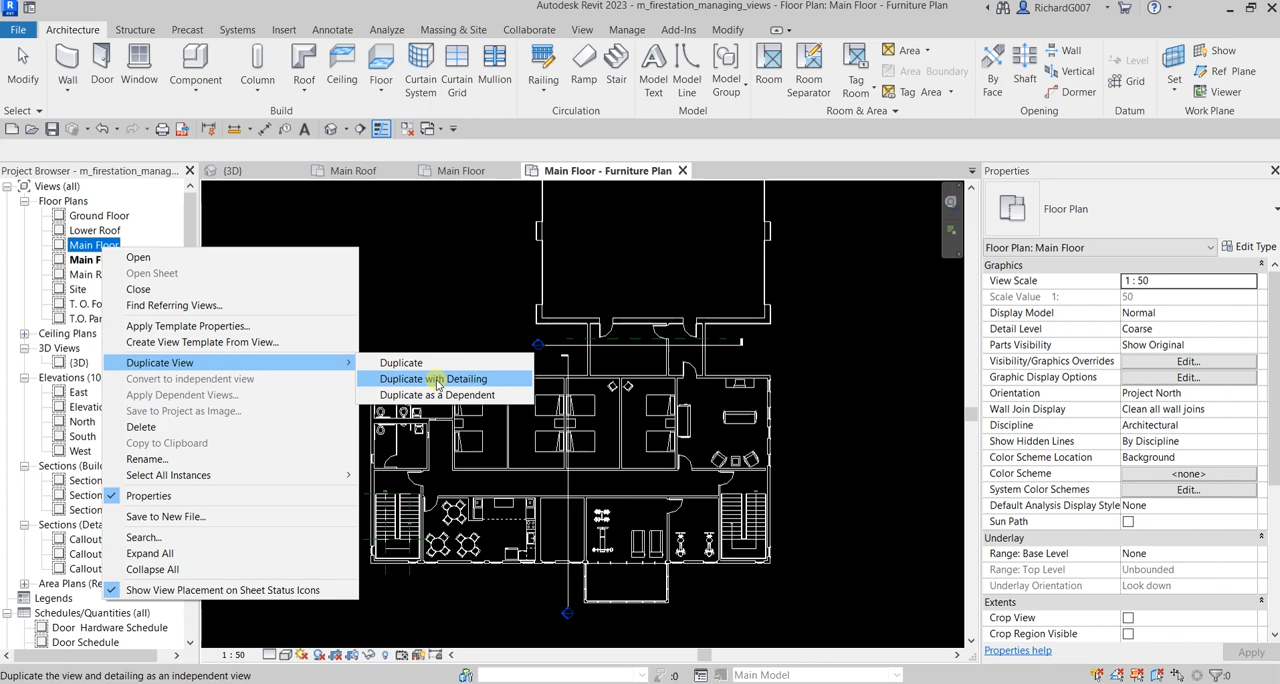 Autodesk Revit 2023 - m_firestation_managing_views - Floor Plan: Main Floor - Furniture Plan
RichardG007
File Architecture Structure Precast Systems Insert Annotate Analyze Massing & Site Collaborate View Manage Add-Ins Modify
Modify Wall Door Window Component Column Roof Ceiling Floor Curtain System Curtain Grid Mullion Railing Ramp Stair Model Text Model Line Model Group Room Room Separator Tag Room Area Area Boundary Tag Area By Face Shaft Wall Vertical Dormer Level Grid Set Show Ref Plane Viewer
Select Build Circulation Model Room & Area Opening Datum Work Plane
Project Browser - m_firestation_manag...
{3D} Main Roof Main Floor Main Floor - Furniture Plan
Properties
Views (all)
Floor Plans
Ground Floor
Lower Roof
Main Floor
Main F
Main R
Site
T. O. Fo
T.O. Par
Ceiling Plans
3D Views
{3D}
Elevations (10
East
Elevatio
North
South
West
Sections (Buil
Section
Section
Section
Sections (Deta
Callout
Callout
Callout
Area Plans (Re
Legends
Schedules/Quantities (all)
Door Hardware Schedule
Door Schedule
Open
Open Sheet
Close
Find Referring Views...
Apply Template Properties...
Create View Template From View...
Duplicate View
Convert to independent view
Apply Dependent Views...
Save to Project as Image...
Delete
Copy to Clipboard
Rename...
Select All Instances
Properties
Save to New File...
Search...
Expand All
Collapse All
Show View Placement on Sheet Status Icons
Duplicate
Duplicate with Detailing
Duplicate as a Dependent
Floor Plan
Floor Plan: Main Floor Edit Type
Graphics
View Scale 1 : 50
Scale Value 1: 50
Display Model Normal
Detail Level Coarse
Parts Visibility Show Original
Visibility/Graphics Overrides Edit...
Graphic Display Options Edit...
Orientation Project North
Wall Join Display Clean all wall joins
Discipline Architectural
Show Hidden Lines By Discipline
Color Scheme Location Background
Color Scheme <none>
System Color Schemes Edit...
Default Analysis Display Style None
Sun Path
Underlay
Range: Base Level None
Range: Top Level Unbounded
Underlay Orientation Look down
Extents
Crop View
Crop Region Visible
Properties help Apply
1 : 50
Duplicate the view and detailing as an independent view
:0 Main Model :0